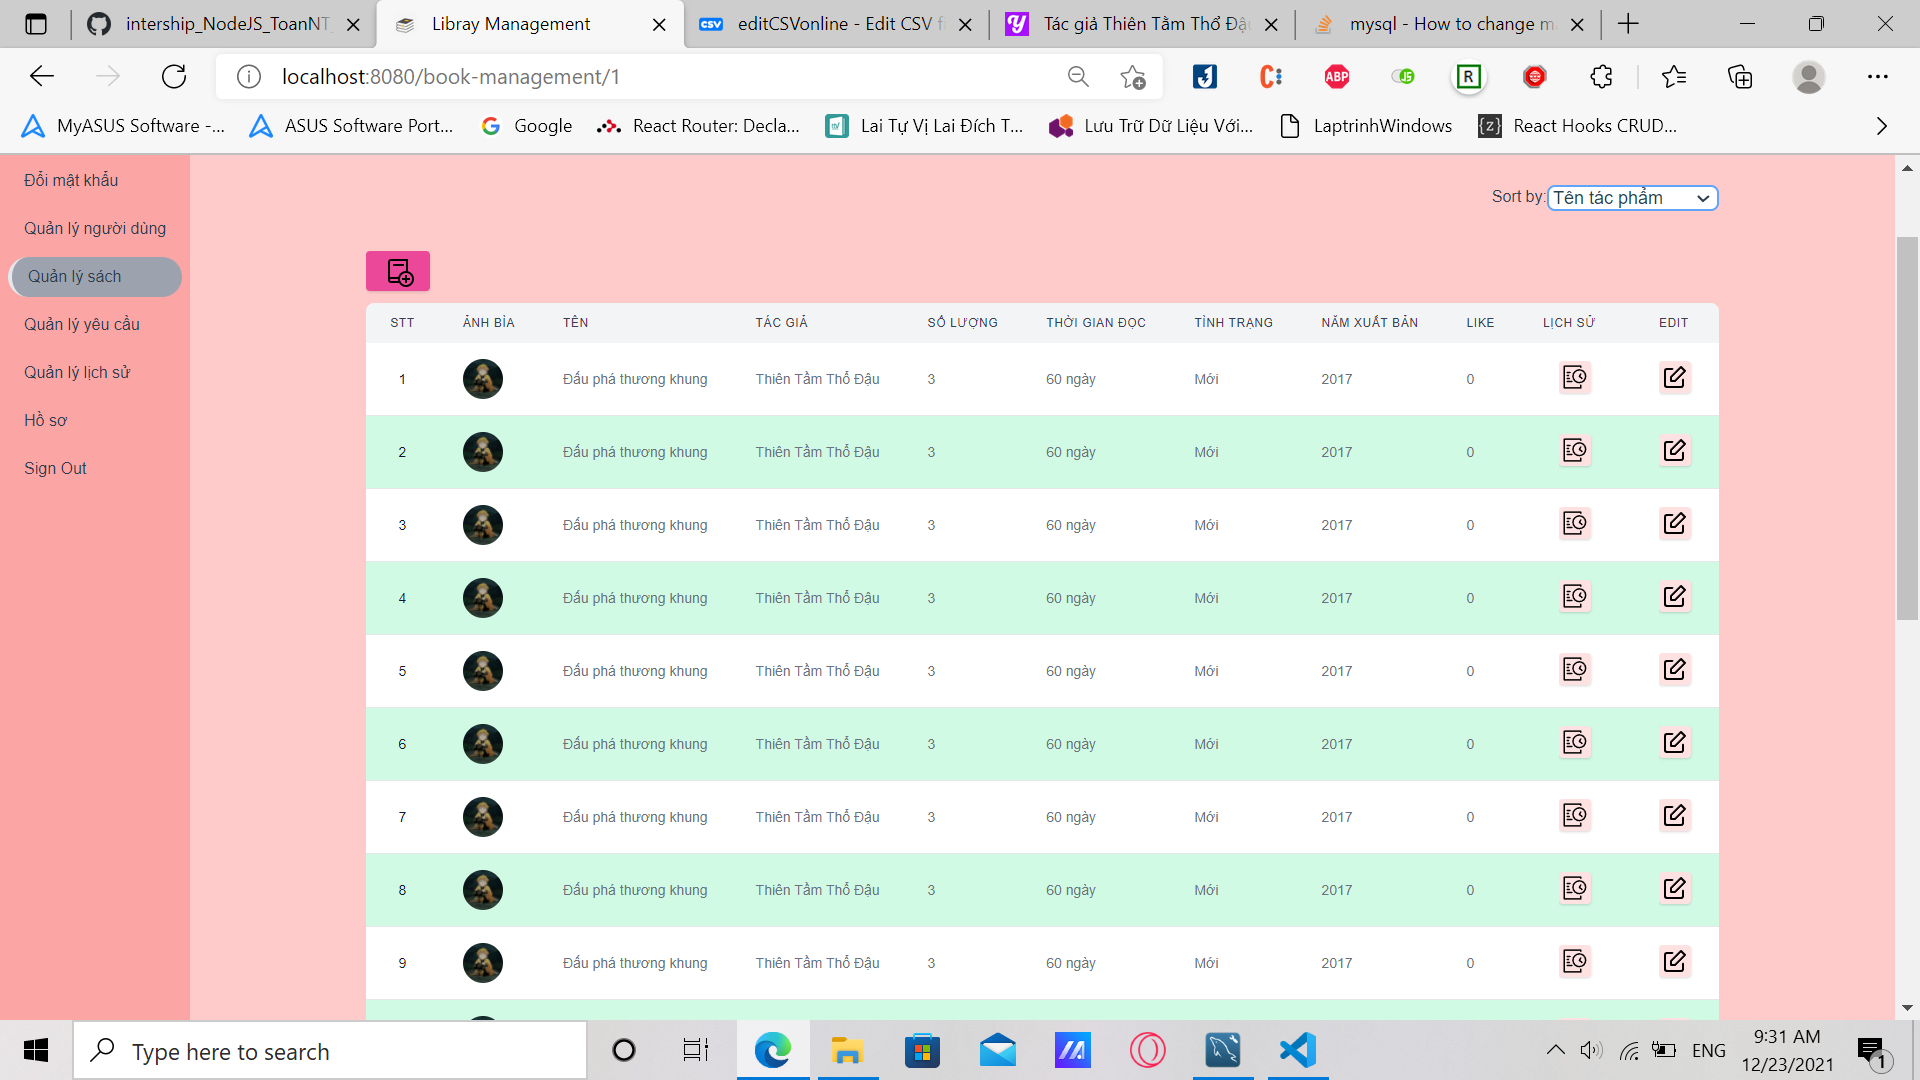 intership_NodeJS_ToanNT
Libray Management
editCSVonline - Edit CSV fi
Tác giả Thiên Tằm Thổ Đậu
mysql - How to change m
localhost:8080/book-management/1
MyASUS Software -...
ASUS Software Port...
Google
React Router: Decla...
Lai Tự Vị Lai Đích T...
Lưu Trữ Dữ Liệu Với...
LaptrinhWindows
React Hooks CRUD...
Đổi mật khẩu
Quản lý người dùng
Quản lý sách
Quản lý yêu cầu
Quản lý lịch sử
Hồ sơ
Sign Out
Sort by: Tên tác phẩm
STT ẢNH BÌA TÊN TÁC GIẢ SỐ LƯỢNG THỜI GIAN ĐỌC TÌNH TRẠNG NĂM XUẤT BẢN LIKE LỊCH SỬ EDIT
1 Đấu phá thương khung Thiên Tằm Thổ Đậu 3 60 ngày Mới 2017 0
2 Đấu phá thương khung Thiên Tằm Thổ Đậu 3 60 ngày Mới 2017 0
3 Đấu phá thương khung Thiên Tằm Thổ Đậu 3 60 ngày Mới 2017 0
4 Đấu phá thương khung Thiên Tằm Thổ Đậu 3 60 ngày Mới 2017 0
5 Đấu phá thương khung Thiên Tằm Thổ Đậu 3 60 ngày Mới 2017 0
6 Đấu phá thương khung Thiên Tằm Thổ Đậu 3 60 ngày Mới 2017 0
7 Đấu phá thương khung Thiên Tằm Thổ Đậu 3 60 ngày Mới 2017 0
8 Đấu phá thương khung Thiên Tằm Thổ Đậu 3 60 ngày Mới 2017 0
9 Đấu phá thương khung Thiên Tằm Thổ Đậu 3 60 ngày Mới 2017 0
Type here to search
ENG
9:31 AM
12/23/2021
1